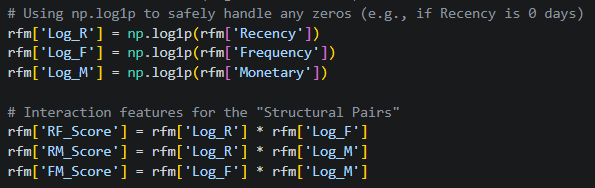 # Using np.log1p to safely handle any zeros (e.g., if Recency is 0 days)
rfm['Log_R'] = np.log1p(rfm['Recency'])
rfm['Log_F'] = np.log1p(rfm['Frequency'])
rfm['Log_M'] = np.log1p(rfm['Monetary'])
# Interaction features for the "Structural Pairs"
rfm['RF_Score'] = rfm['Log_R'] * rfm['Log_F']
rfm['RM_Score'] = rfm['Log_R'] * rfm['Log_M']
rfm['FM_Score'] = rfm['Log_F'] * rfm['Log_M']